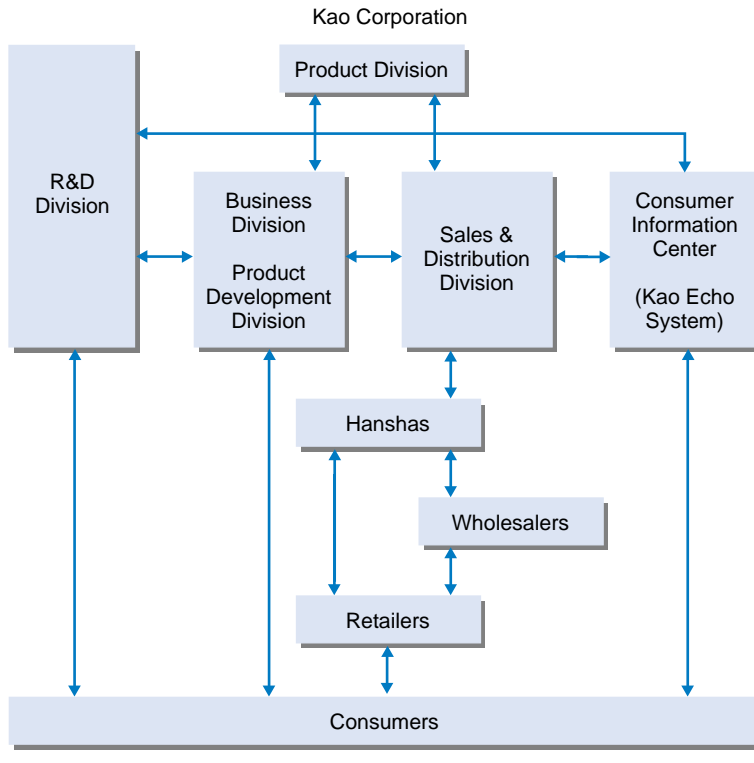 Kao Corporation
Product Division
R&D
Division
Business
Division
Product
Development
Division
Sales &
Distribution
Division
Consumer
Information
Center
(Kao Echo
System)
Hanshas
Wholesalers
Retailers
Consumers